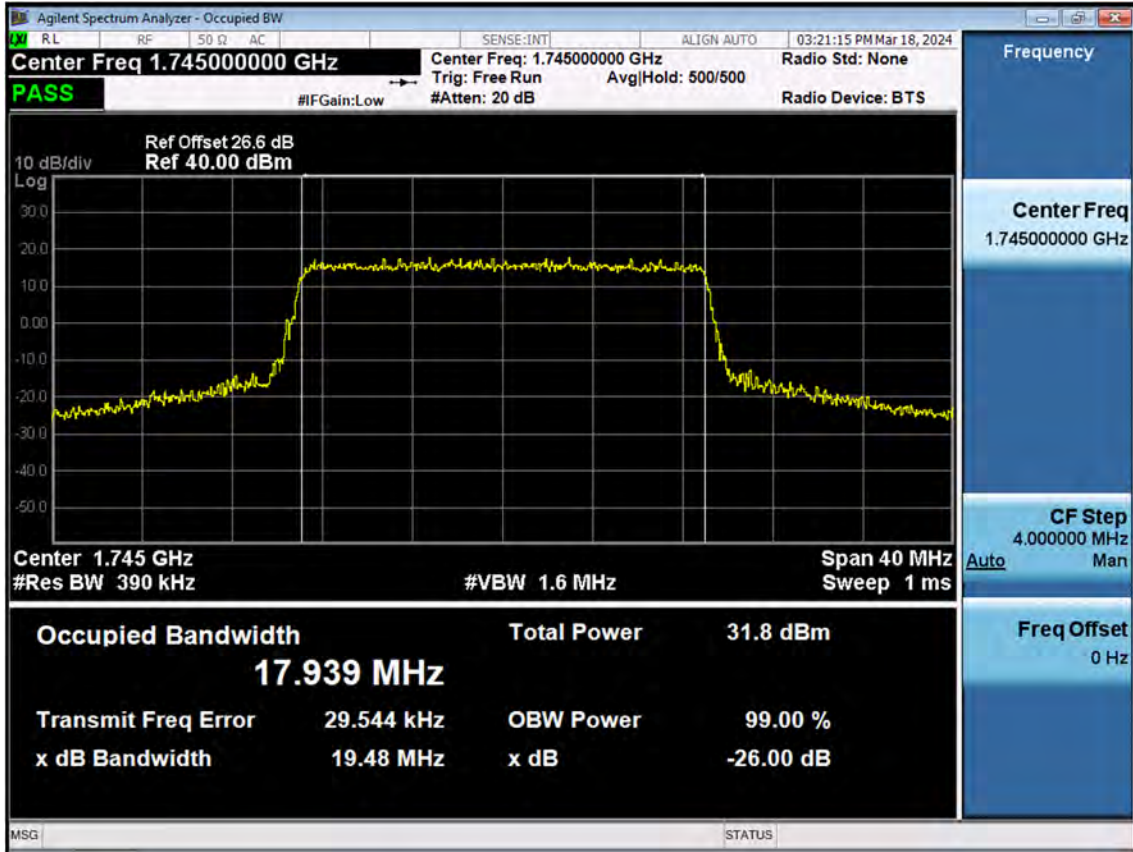 Agilent Spectrum Analyzer - Occupied BW
LXI RL RF 50 Ω AC SENSE:INT ALIGN AUTO 03:21:15 PM Mar 18, 2024
Center Freq 1.745000000 GHz
PASS
#IFGain:Low
Center Freq: 1.745000000 GHz
Trig: Free Run Avg|Hold: 500/500
#Atten: 20 dB
Radio Std: None
Radio Device: BTS
Ref Offset 26.6 dB
10 dB/div Ref 40.00 dBm
Log
30.0
20.0
10.0
0.00
-10.0
-20.0
-30.0
-40.0
-50.0
Center 1.745 GHz Span 40 MHz
#Res BW 390 kHz #VBW 1.6 MHz Sweep 1 ms
Occupied Bandwidth Total Power 31.8 dBm
17.939 MHz
Transmit Freq Error 29.544 kHz OBW Power 99.00 %
x dB Bandwidth 19.48 MHz x dB -26.00 dB
MSG STATUS
Frequency
Center Freq
1.745000000 GHz
CF Step
4.000000 MHz
Auto Man
Freq Offset
0 Hz